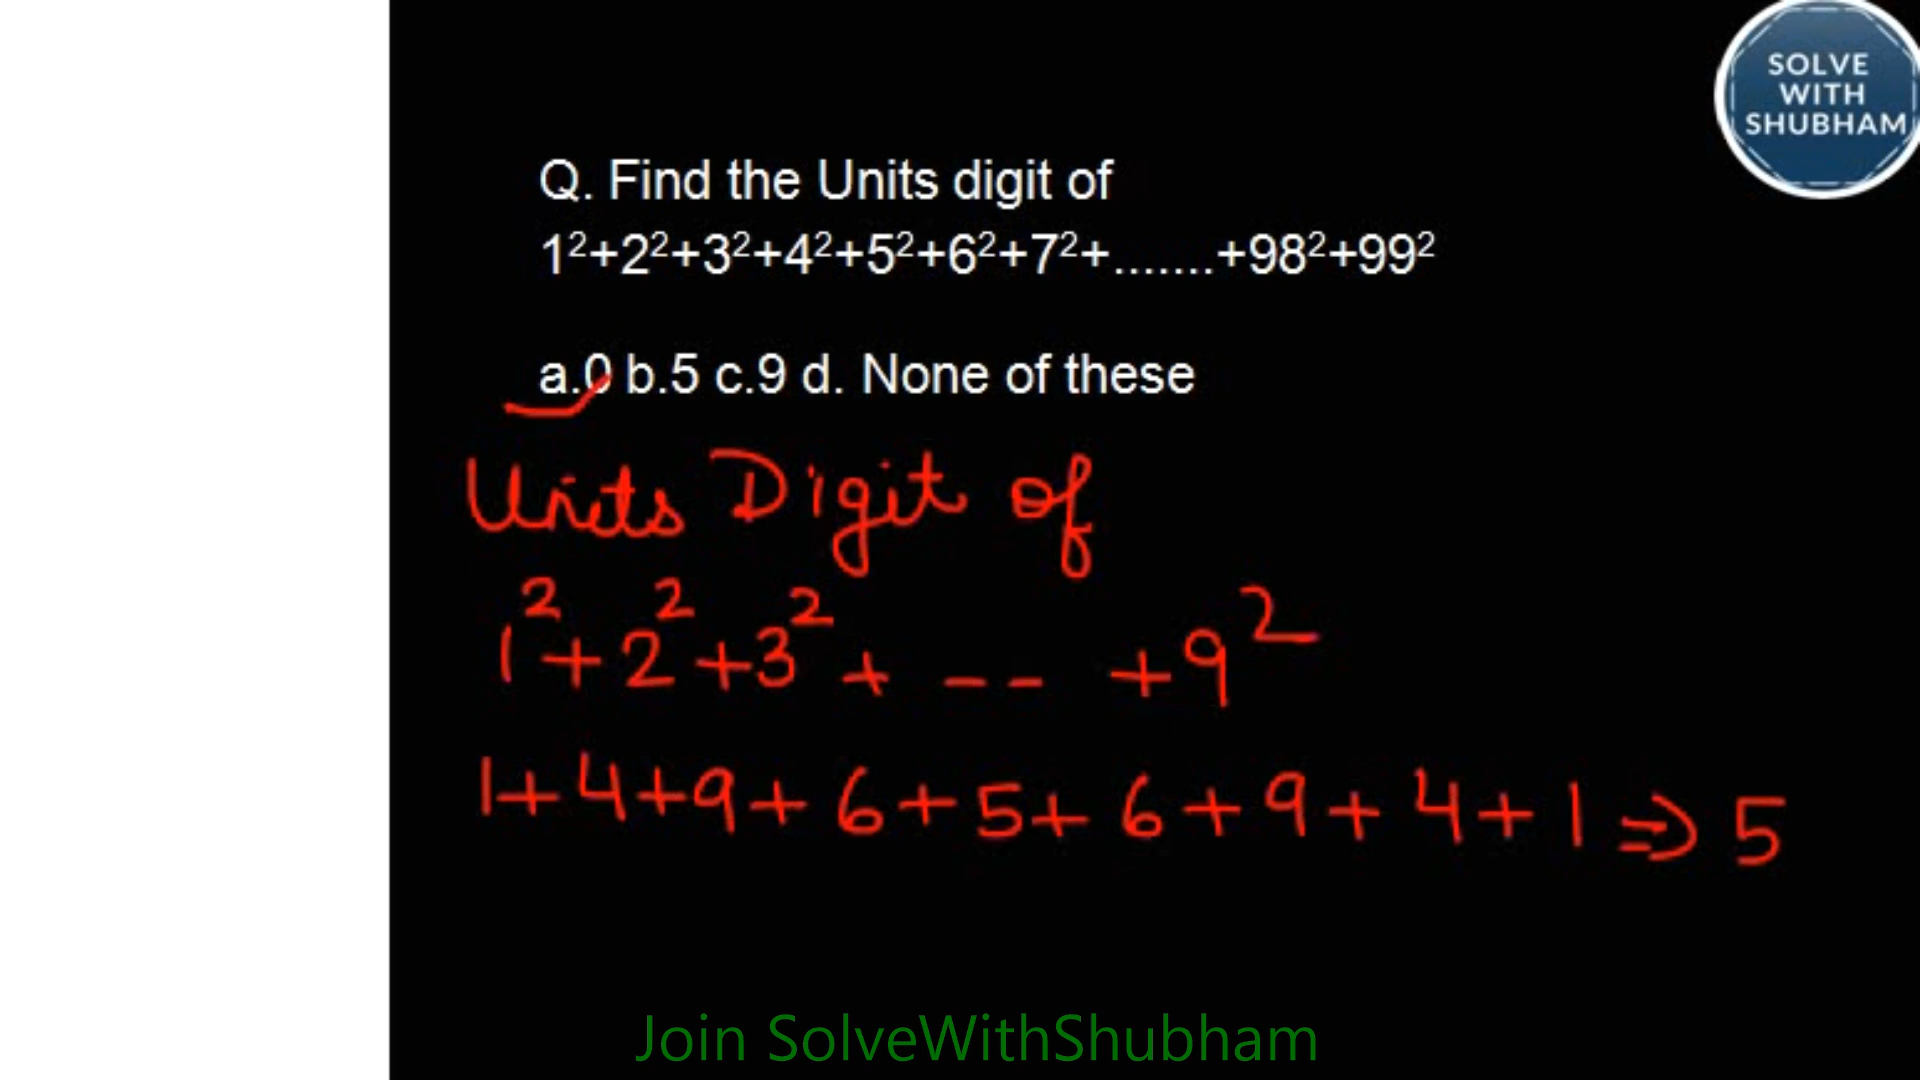 SOLVE
WITH
SHUBHAM
Q. Find the Units digit of
1²+2²+3²+4²+5²+6²+7²+.......+98²+99²
a.0 b.5 c.9 d. None of these
Units Digit of
1²+2²+3²+ -- +9²
1+4+9+6+5+6+9+4+1⇒5
Join SolveWithShubham